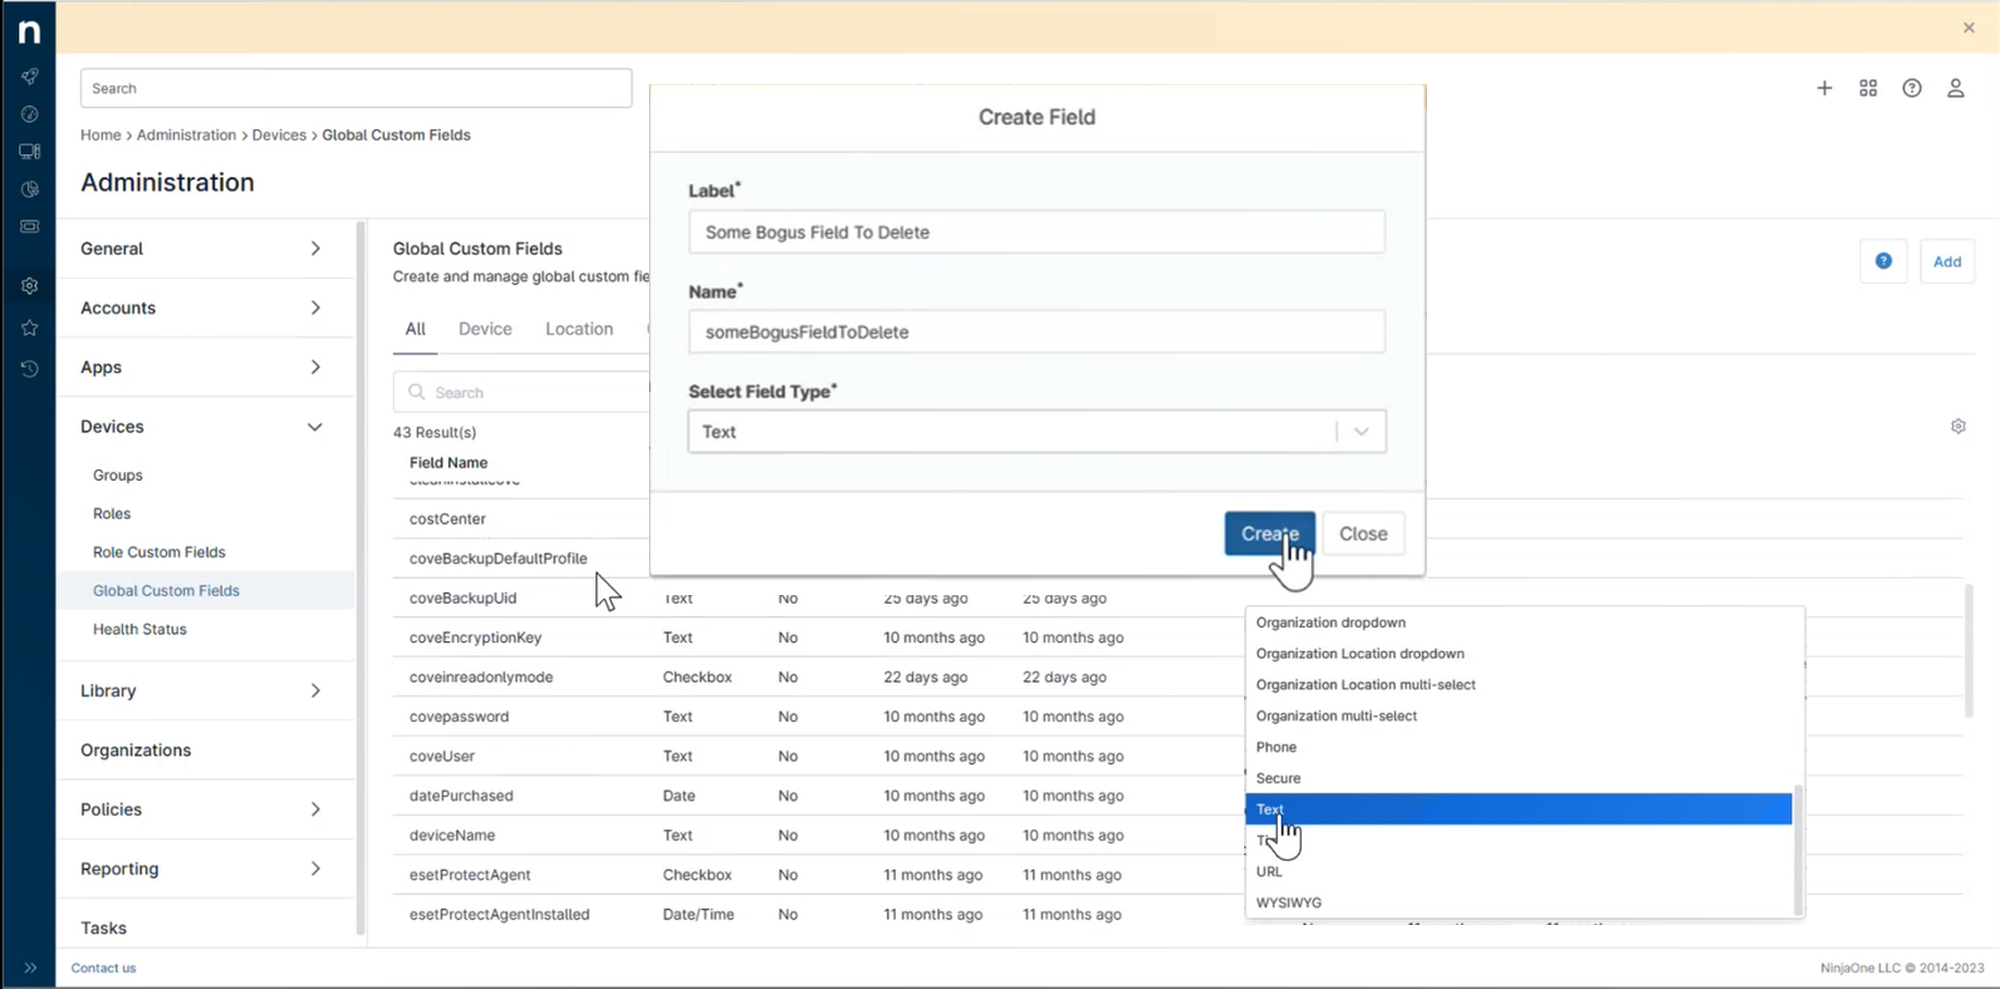 n
Search
Home > Administration > Devices > Global Custom Fields
Administration
General
Accounts
Apps
Devices
Groups
Roles
Role Custom Fields
Global Custom Fields
Health Status
Library
Organizations
Policies
Reporting
Tasks
Global Custom Fields
Create and manage global custom
Add
All Device Location
Search
43 Result(s)
Field Name
costCenter
coveBackupDefaultProfile
coveBackupUid Text No 25 days ago 25 days ago
coveEncryptionKey Text No 10 months ago 10 months ago
coveinreadonlymode Checkbox No 22 days ago 22 days ago
covepassword Text No 10 months ago 10 months ago
coveUser Text No 10 months ago 10 months ago
datePurchased Date No 10 months ago 10 months ago
deviceName Text No 10 months ago 10 months ago
esetProtectAgent Checkbox No 11 months ago 11 months ago
esetProtectAgentInstalled Date/Time No 11 months ago 11 months ago
Create Field
Label*
Some Bogus Field To Delete
Name*
someBogusFieldToDelete
Select Field Type*
Text
Create Close
Organization dropdown
Organization Location dropdown
Organization Location multi-select
Organization multi-select
Phone
Secure
Text
URL
WYSIWYG
Contact us
NinjaOne LLC © 2014-2023